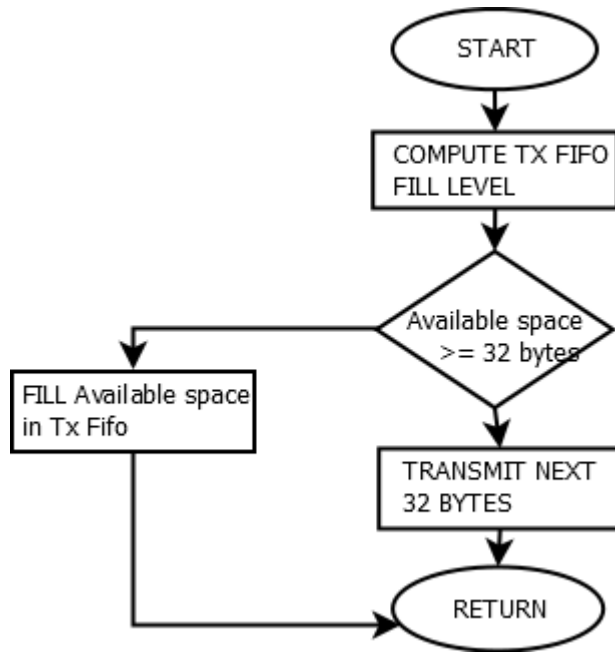 START
COMPUTE TX FIFO
FILL LEVEL
Available space
>= 32 bytes
FILL Available space
in Tx Fifo
TRANSMIT NEXT
32 BYTES
RETURN